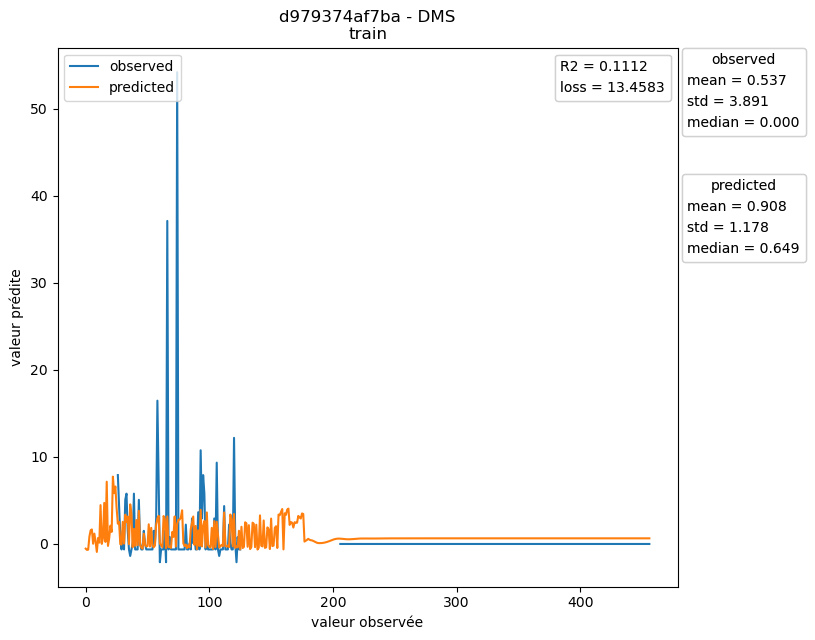 d979374af7ba - DMS
train
observed
predicted
R2 = 0.1112
loss = 13.4583
observed
mean = 0.537
std = 3.891
median = 0.000
predicted
mean = 0.908
std = 1.178
median = 0.649
valeur prédite
50
40
30
20
10
0
0
100
200
300
400
valeur observée